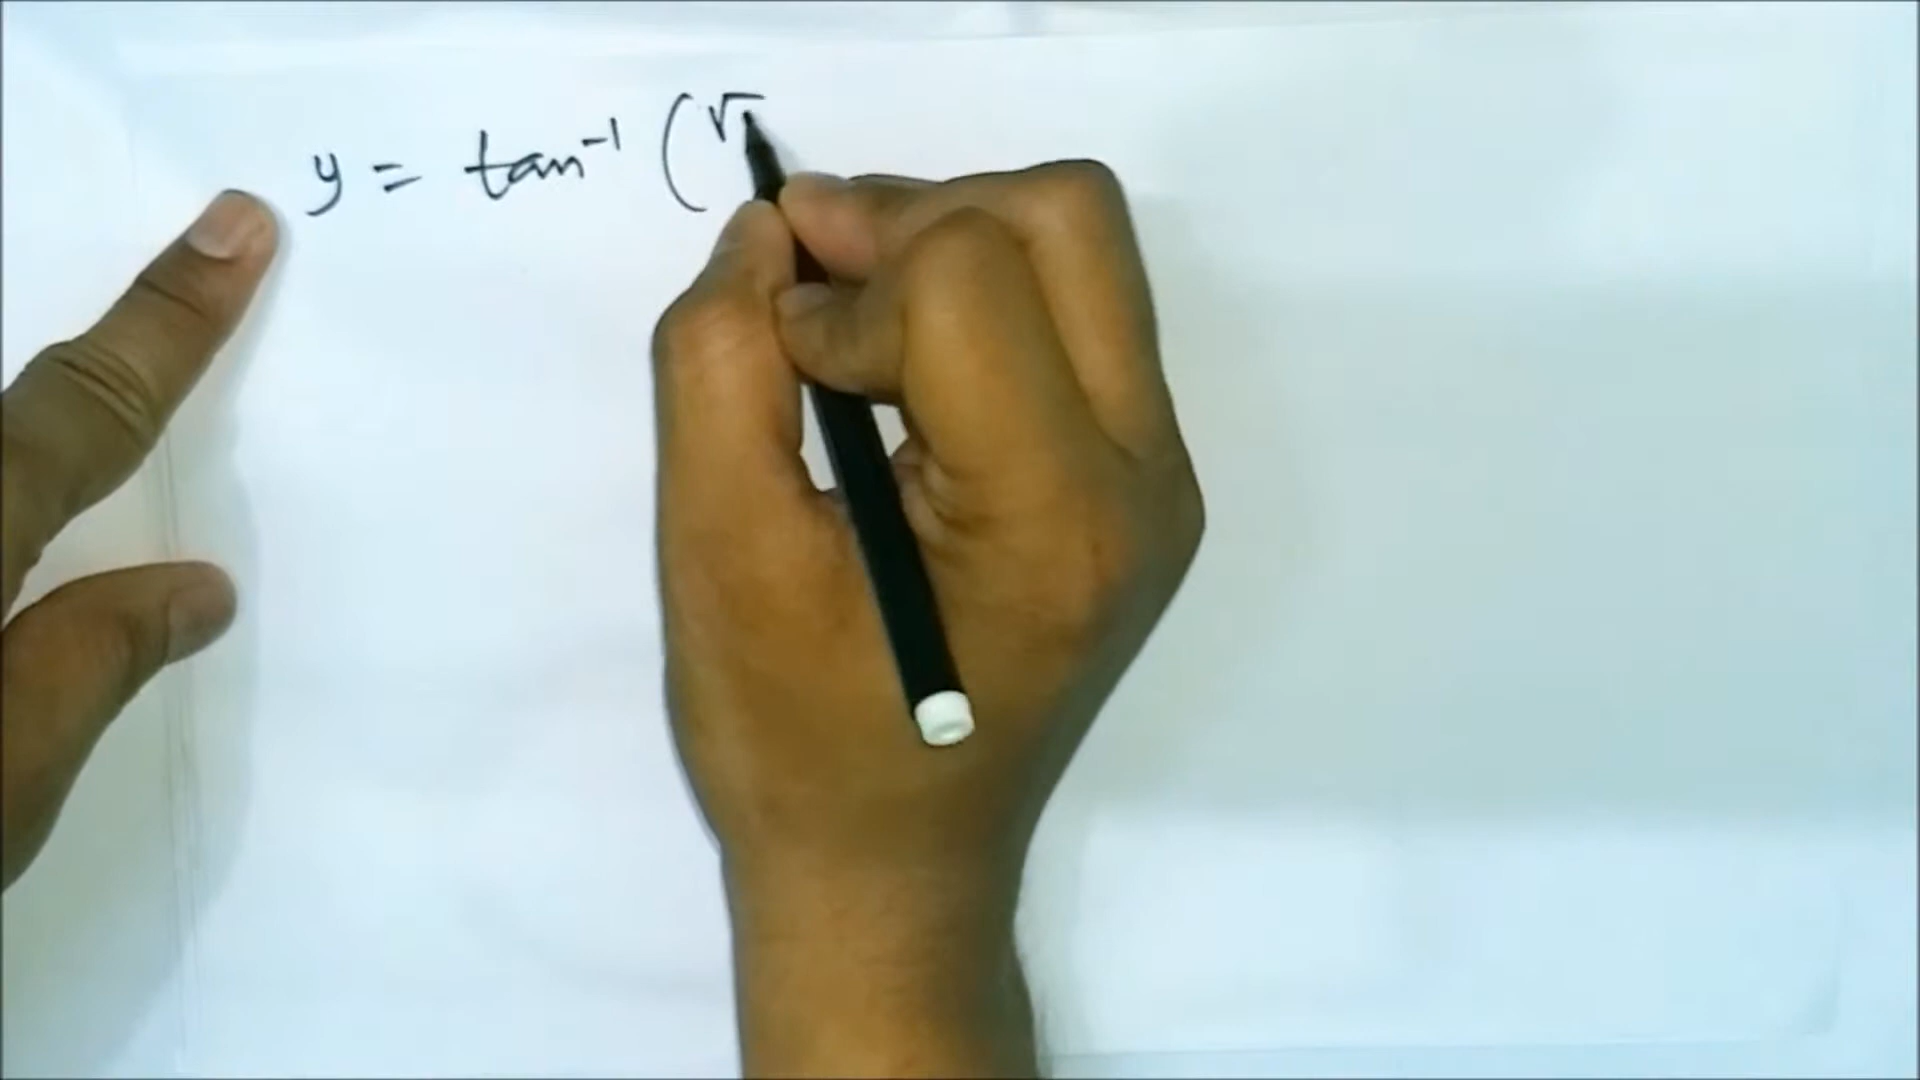 y = tan⁻¹ (√